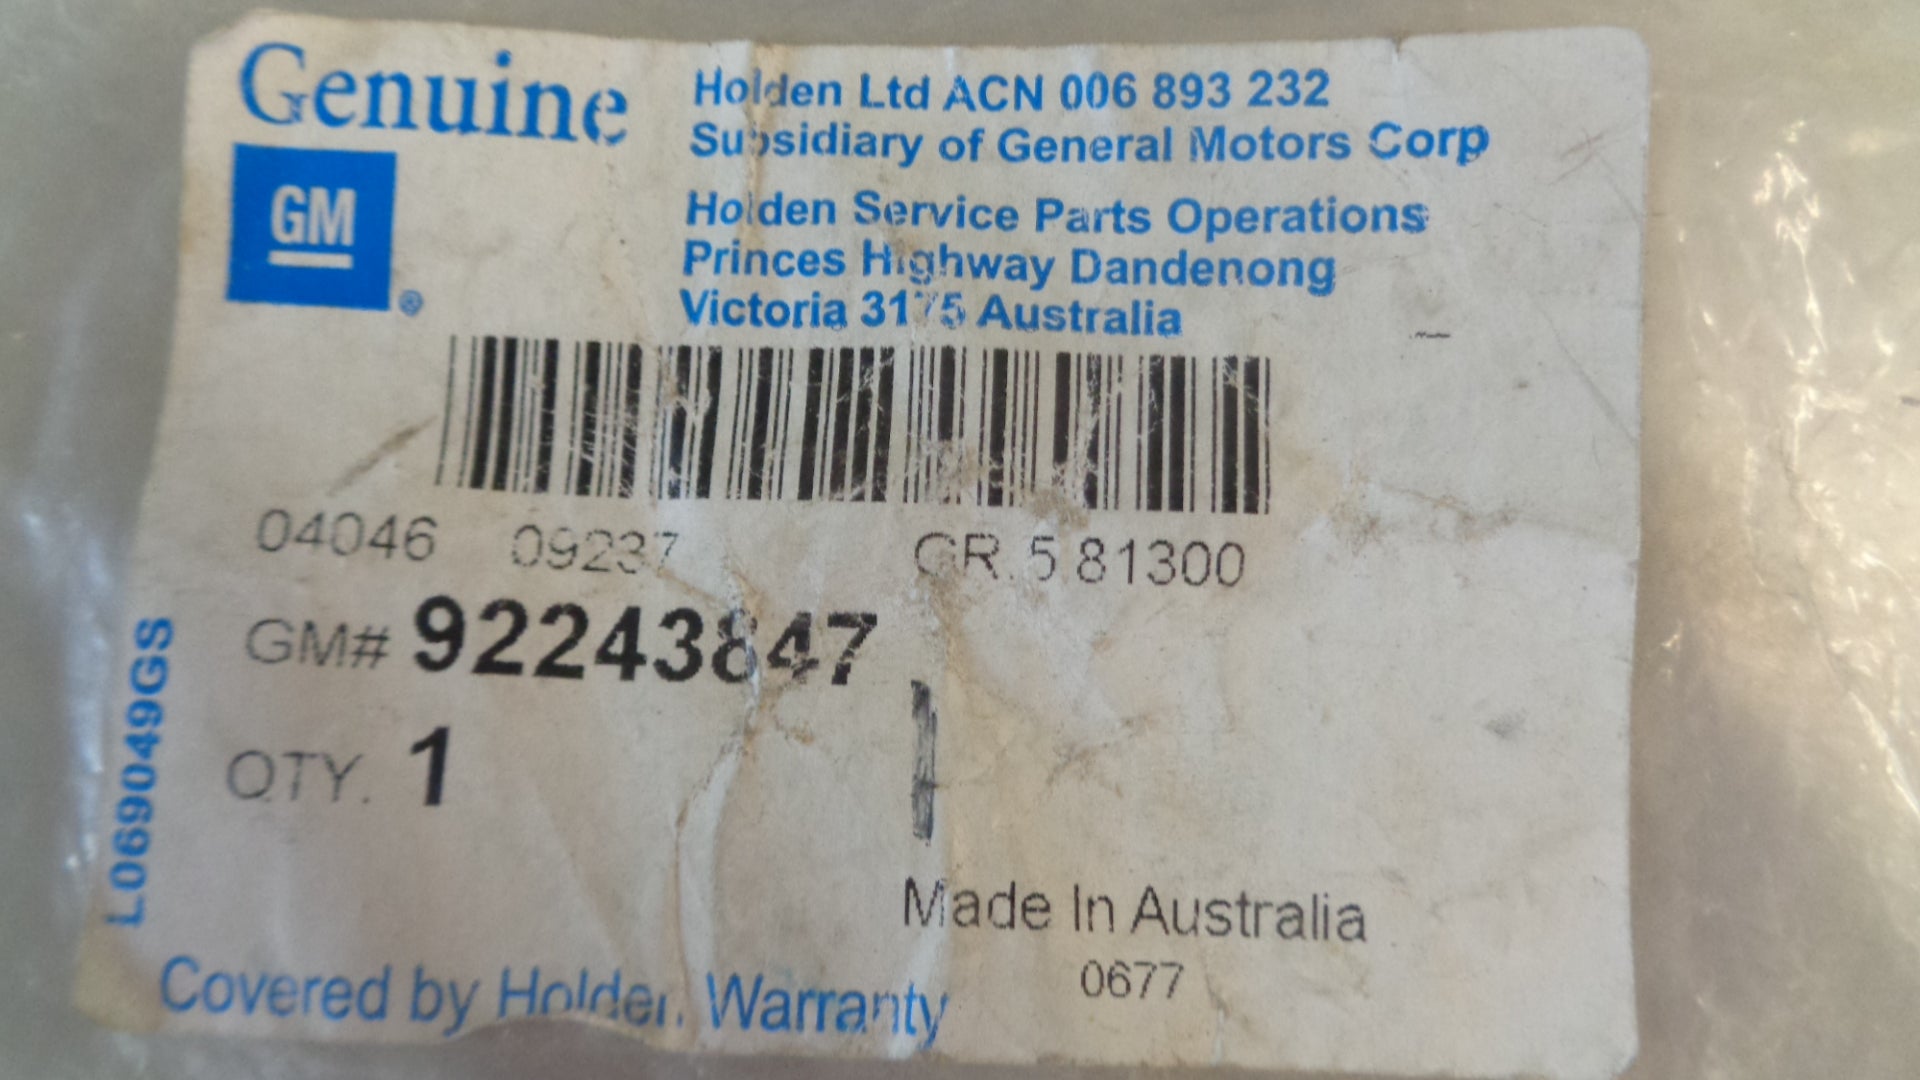 Genuine
GM
®
Holden Ltd ACN 006 893 232
Subsidiary of General Motors Corp
Holden Service Parts Operations
Princes Highway Dandenong
Victoria 3175 Australia
04046 09237 GR. 5 81300
GM# 92243847
QTY. 1
L069049GS
Made In Australia
0677
Covered by Holden Warranty